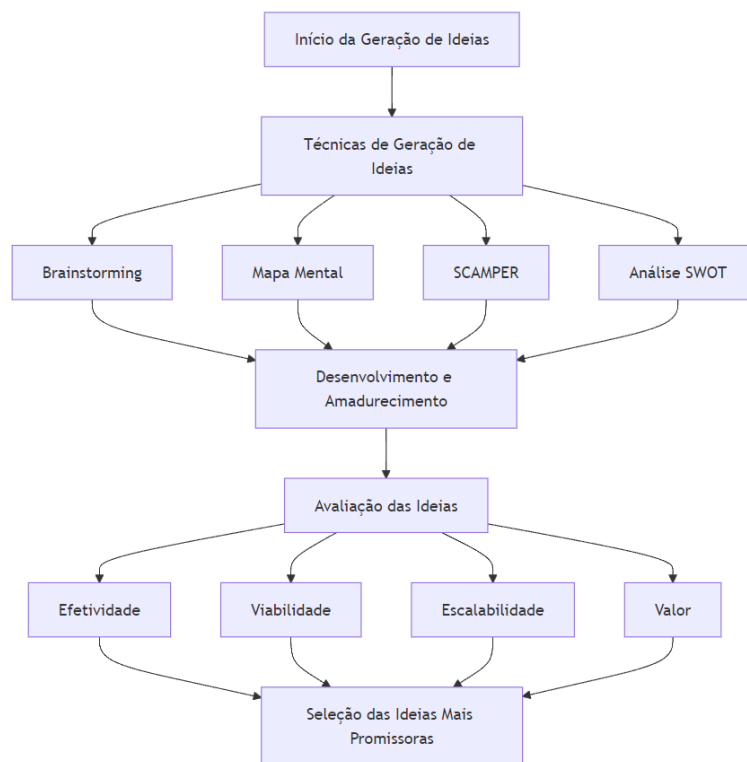 Início da Geração de Ideias
Técnicas de Geração de
Ideias
Brainstorming
Mapa Mental
SCAMPER
Análise SWOT
Desenvolvimento e
Amadurecimento
Avaliação das Ideias
Efetividade
Viabilidade
Escalabilidade
Valor
Seleção das Ideias Mais
Promissoras